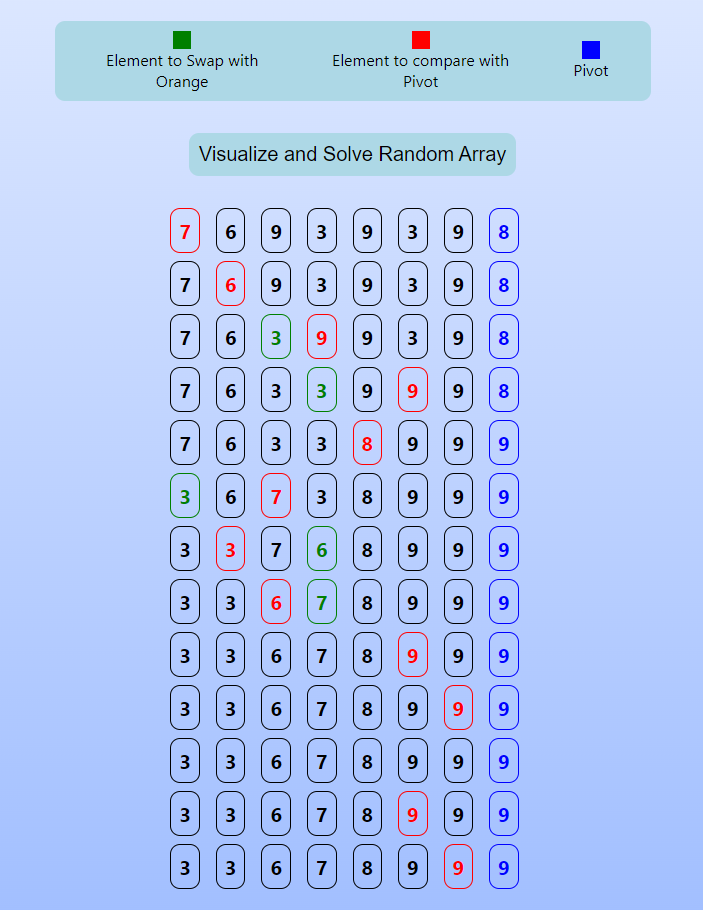 Element to Swap with
Orange
Element to compare with
Pivot
Pivot
Visualize and Solve Random Array
7 6 9 3 9 3 9 8
7 6 9 3 9 3 9 8
7 6 3 9 9 3 9 8
7 6 3 3 9 9 9 8
7 6 3 3 8 9 9 9
3 6 7 3 8 9 9 9
3 3 7 6 8 9 9 9
3 3 6 7 8 9 9 9
3 3 6 7 8 9 9 9
3 3 6 7 8 9 9 9
3 3 6 7 8 9 9 9
3 3 6 7 8 9 9 9
3 3 6 7 8 9 9 9